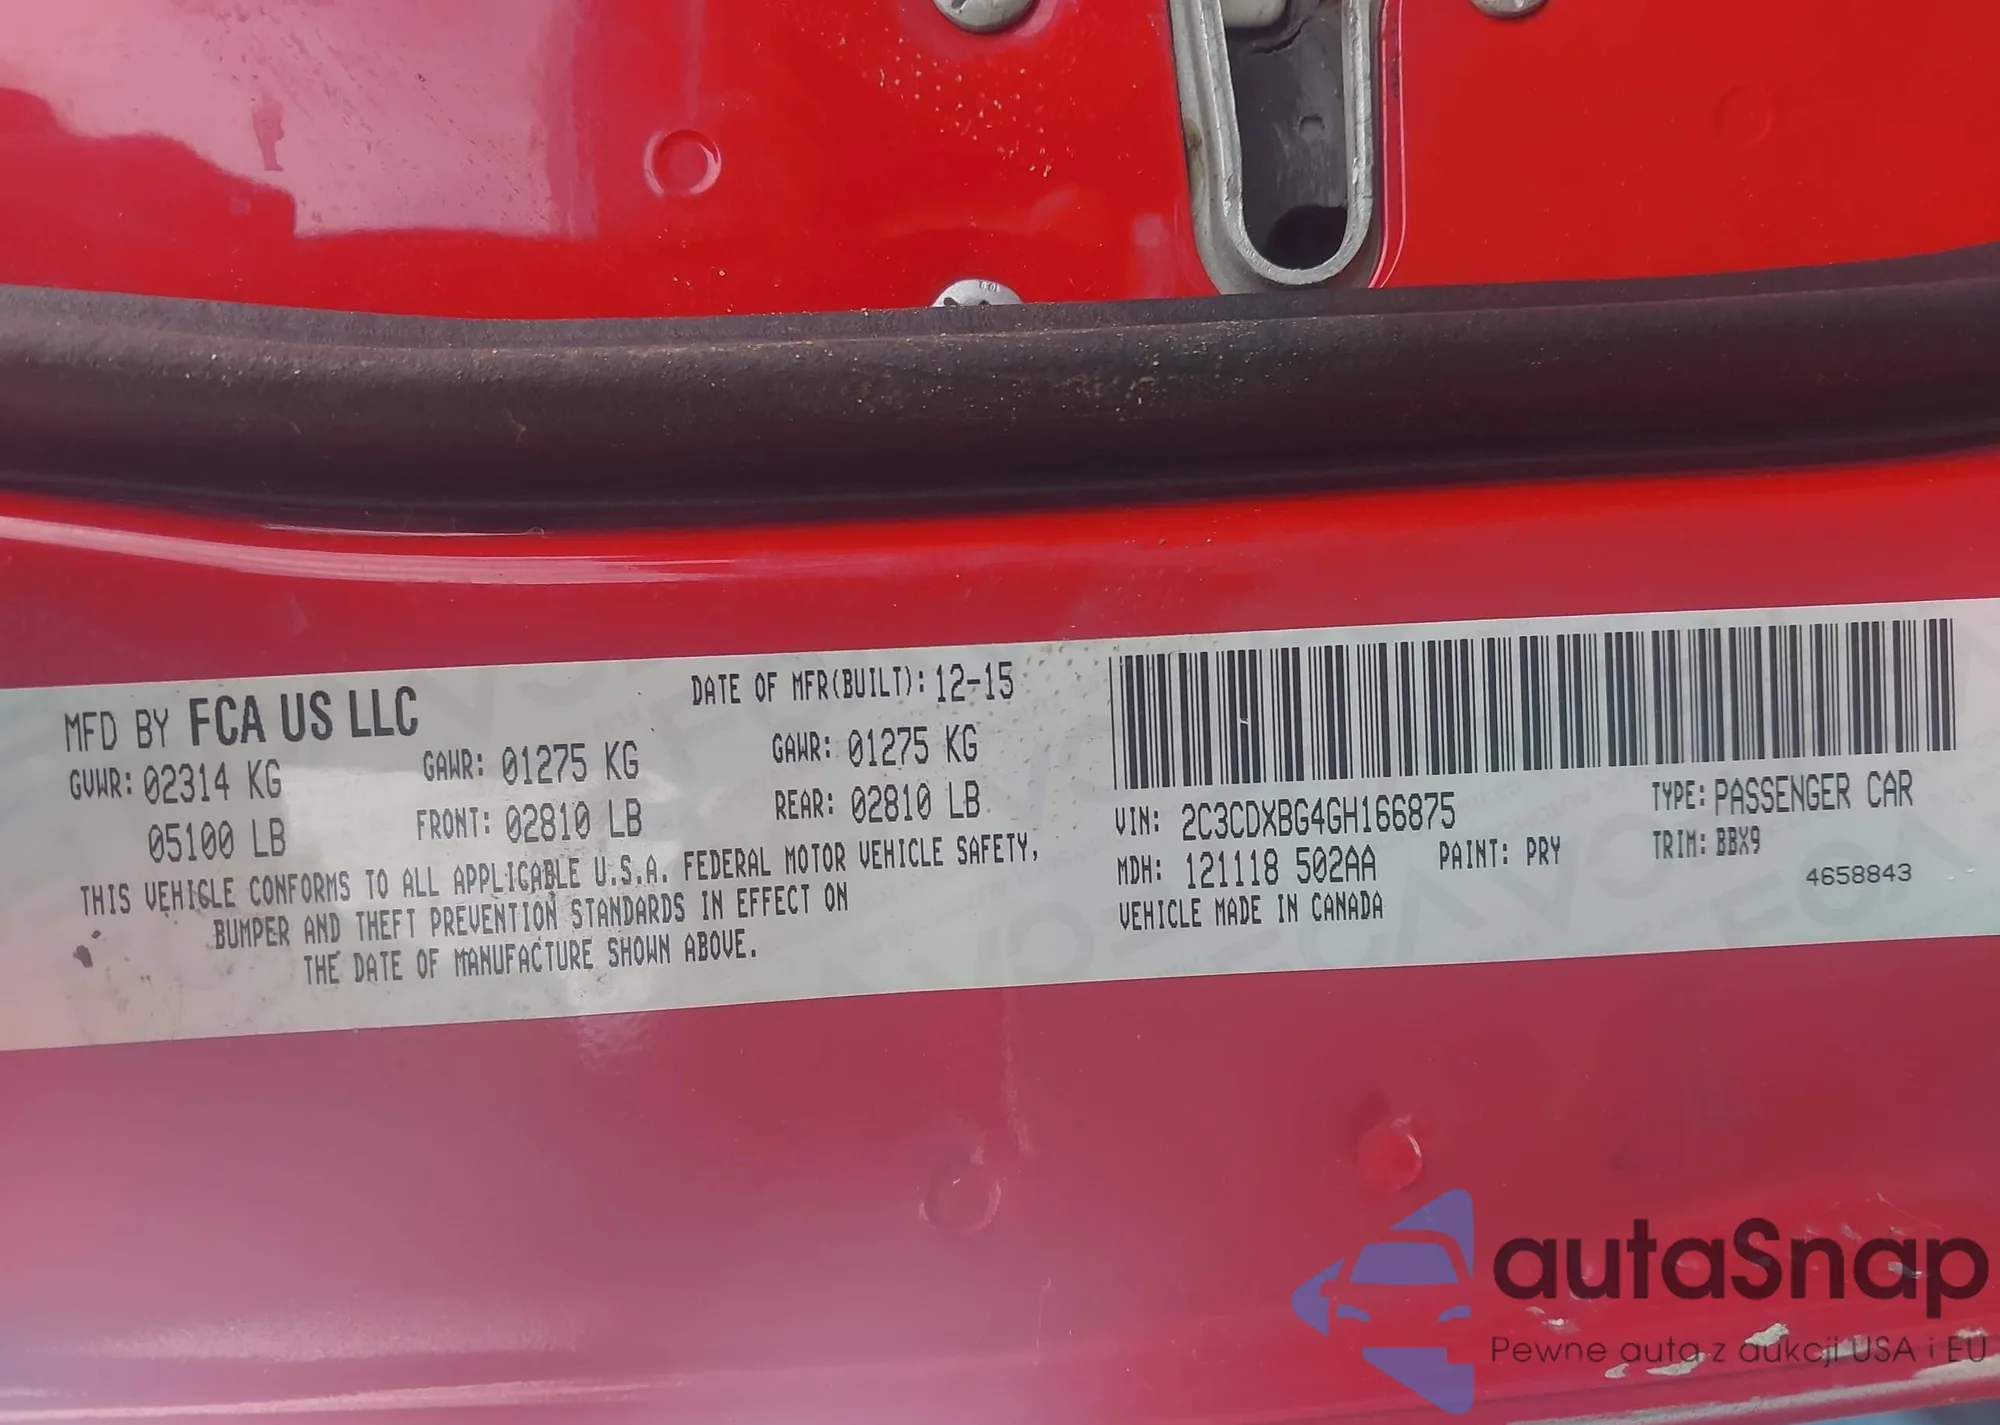 MFD BY FCA US LLC
DATE OF MFR(BUILT): 12-15
GVWR: 02314 KG
GAWR: 01275 KG
GAWR: 01275 KG
05100 LB
FRONT: 02810 LB
REAR: 02810 LB
THIS VEHICLE CONFORMS TO ALL APPLICABLE U.S.A. FEDERAL MOTOR VEHICLE SAFETY,
BUMPER AND THEFT PREVENTION STANDARDS IN EFFECT ON
THE DATE OF MANUFACTURE SHOWN ABOVE.
VIN: 2C3CDXBG4GH166875
TYPE: PASSENGER CAR
MDH: 121118 502AA
PAINT: PRY
TRIM: BBX9
VEHICLE MADE IN CANADA
4658843
autaSnap
Pewne auta z aukcji USA i EU